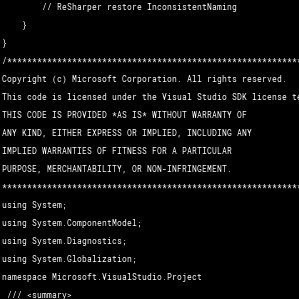 // ReSharper restore InconsistentNaming
}
}
/***********************************************************
Copyright (c) Microsoft Corporation. All rights reserved.
This code is licensed under the Visual Studio SDK license te
THIS CODE IS PROVIDED *AS IS* WITHOUT WARRANTY OF
ANY KIND, EITHER EXPRESS OR IMPLIED, INCLUDING ANY
IMPLIED WARRANTIES OF FITNESS FOR A PARTICULAR
PURPOSE, MERCHANTABILITY, OR NON-INFRINGEMENT.
************************************************************
using System;
using System.ComponentModel;
using System.Diagnostics;
using System.Globalization;
namespace Microsoft.VisualStudio.Project
/// <summary>